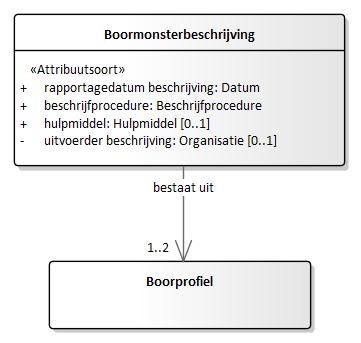 Boormonsterbeschrijving
«Attribuutsoort»
+ rapportagedatum beschrijving: Datum
+ beschrijfprocedure: Beschrijfprocedure
+ hulpmiddel: Hulpmiddel [0..1]
- uitvoerder beschrijving: Organisatie [0..1]
bestaat uit
1..2
Boorprofiel